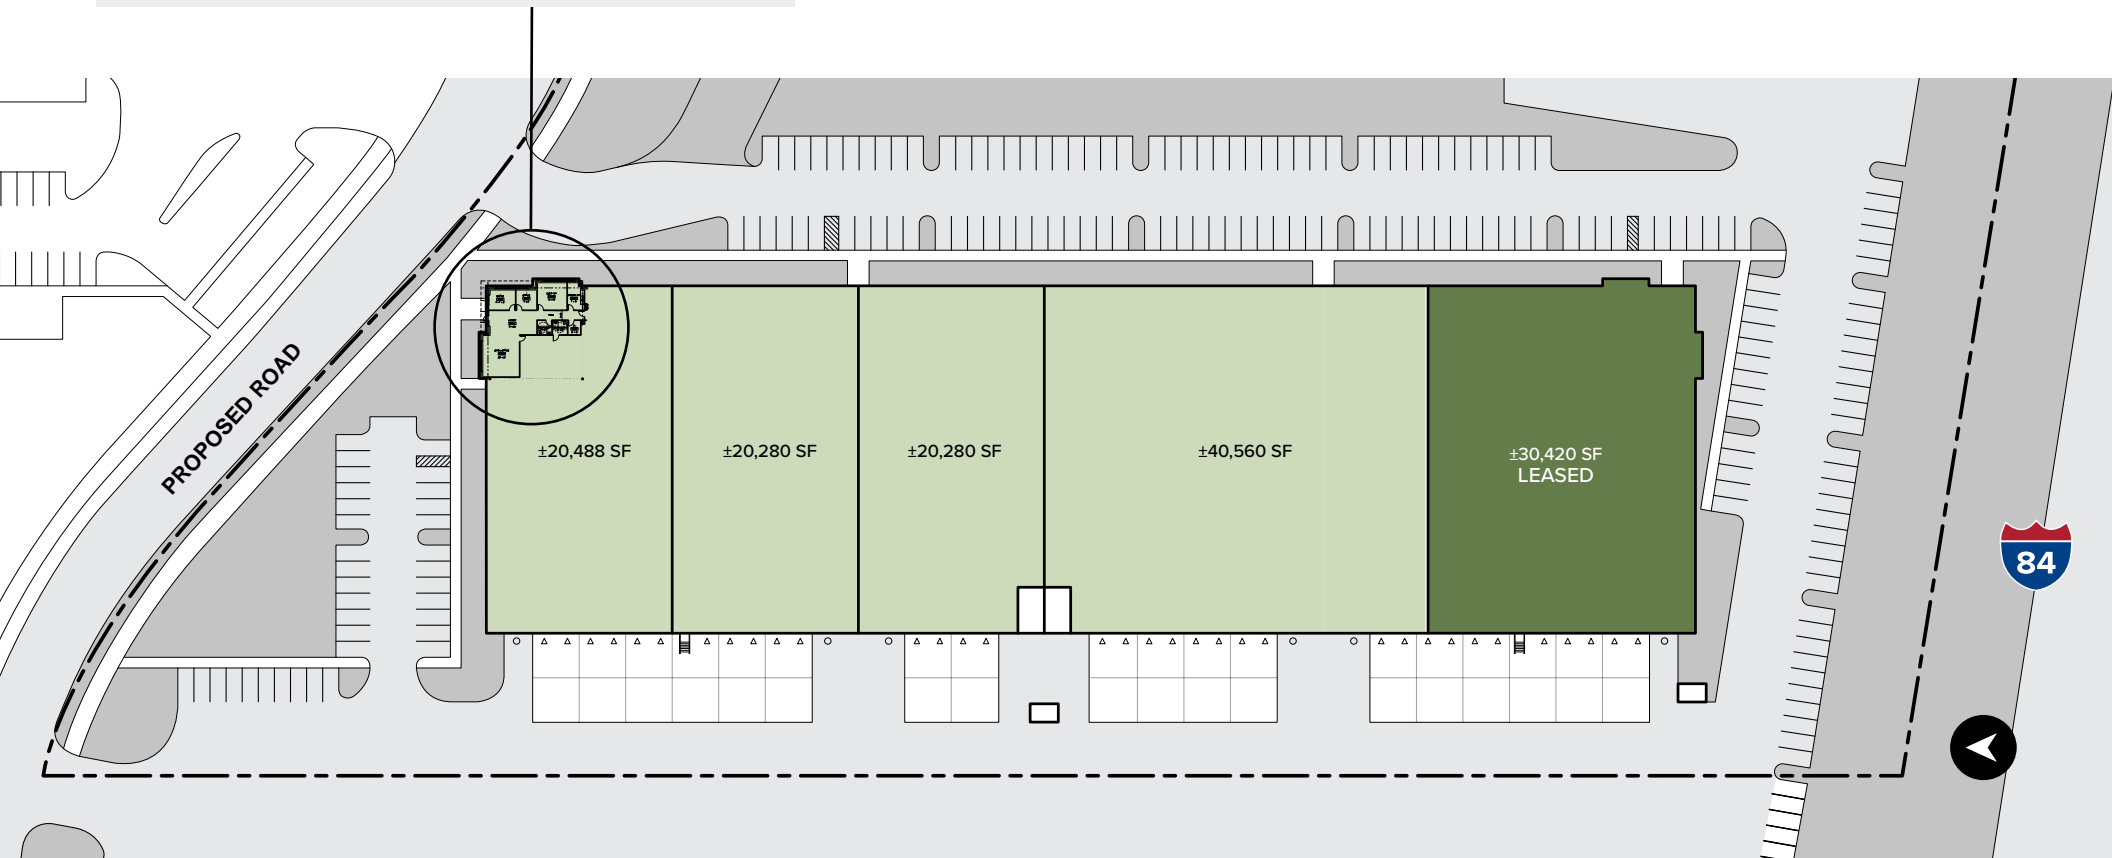 PROPOSED ROAD
±20,488 SF
±20,280 SF
±20,280 SF
±40,560 SF
±30,420 SF
LEASED
84